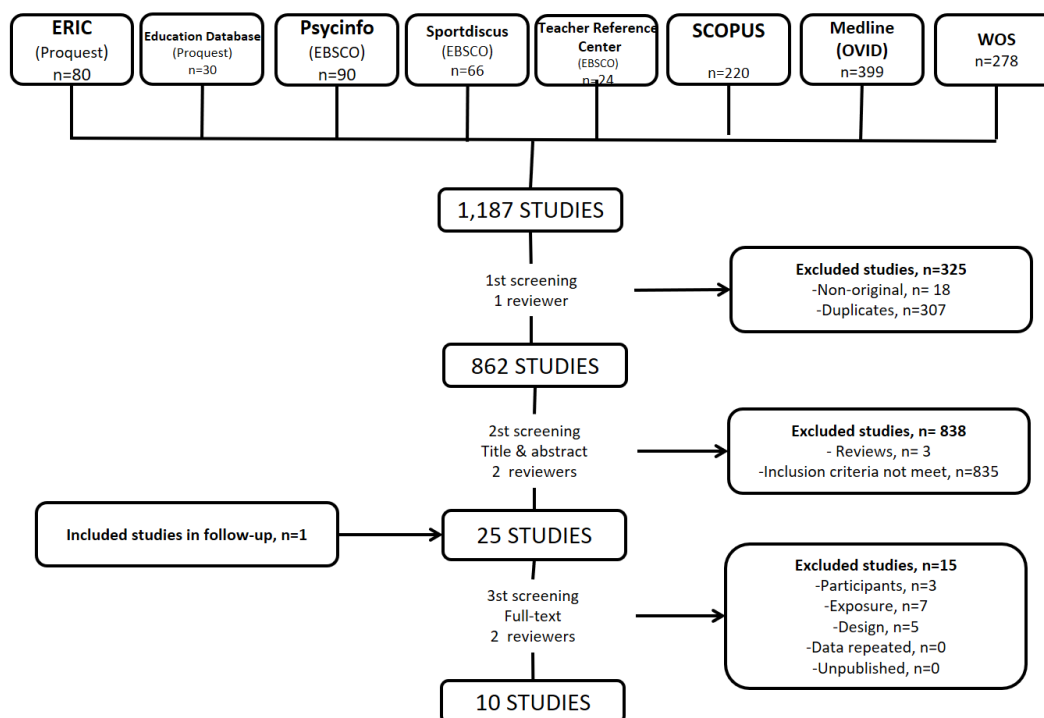 ERIC
(Proquest)
n=80
Education Database
(Proquest)
n=30
Psycinfo
(EBSCO)
n=90
Sportdiscus
(EBSCO)
n=66
Teacher Reference
Center
(EBSCO)
n=24
SCOPUS
n=220
Medline
(OVID)
n=399
WOS
n=278
1,187 STUDIES
1st screening
1 reviewer
Excluded studies, n=325
-Non-original, n= 18
-Duplicates, n=307
862 STUDIES
2st screening
Title & abstract
2 reviewers
Excluded studies, n= 838
- Reviews, n= 3
-Inclusion criteria not meet, n=835
Included studies in follow-up, n=1
25 STUDIES
3st screening
Full-text
2 reviewers
Excluded studies, n=15
-Participants, n=3
-Exposure, n=7
-Design, n=5
-Data repeated, n=0
-Unpublished, n=0
10 STUDIES